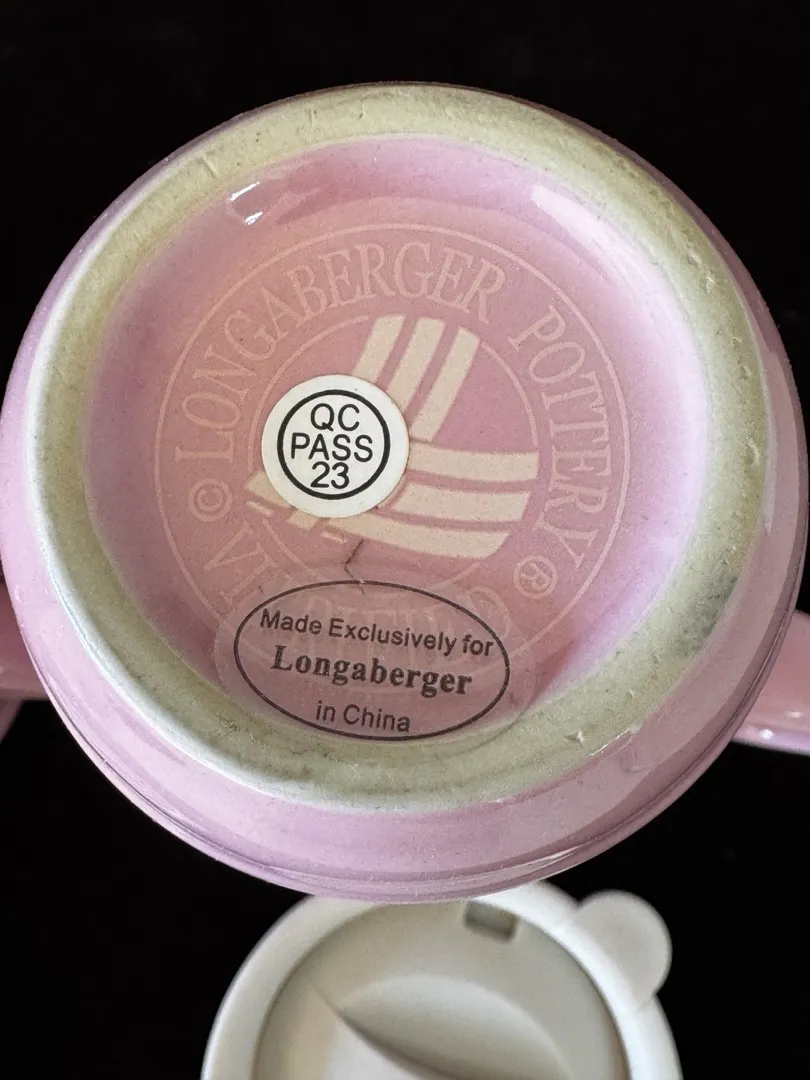 © LONGABERGER POTTERY ®
QC
PASS
23
Made Exclusively for
Longaberger
in China